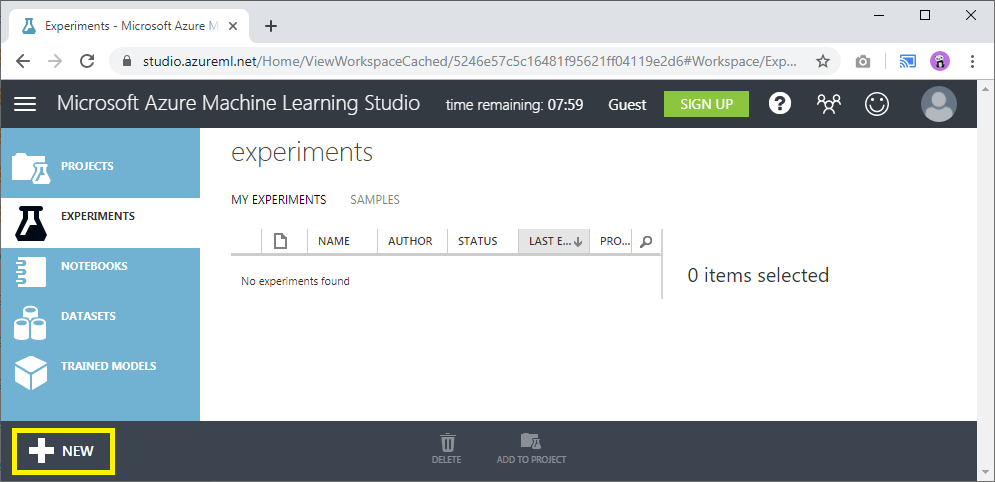 Experiments - Microsoft Azure M
studio.azureml.net/Home/ViewWorkspaceCached/5246e57c5c16481f95621ff04119e2d6#Workspace/Exp...
Microsoft Azure Machine Learning Studio
time remaining: 07:59
Guest
SIGN UP
?
PROJECTS
EXPERIMENTS
NOTEBOOKS
DATASETS
TRAINED MODELS
experiments
MY EXPERIMENTS
SAMPLES
NAME
AUTHOR
STATUS
LAST E...
PRO...
No experiments found
0 items selected
NEW
DELETE
ADD TO PROJECT